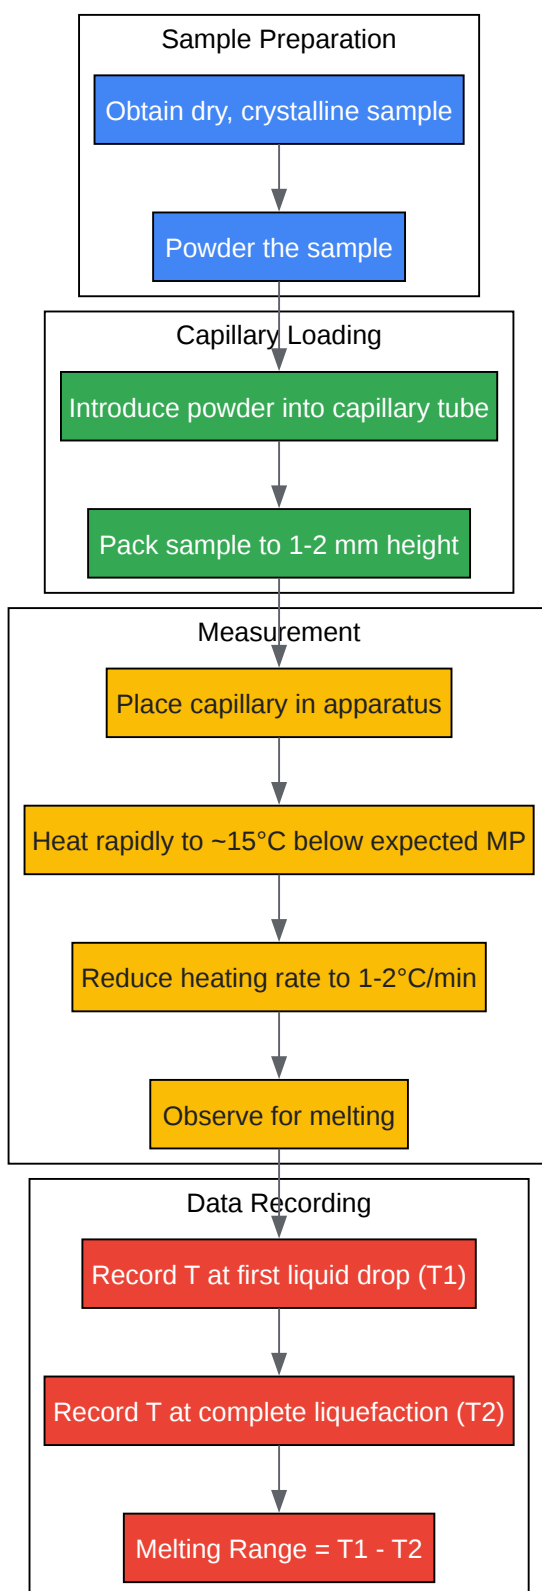 Sample Preparation
Obtain dry, crystalline sample
Powder the sample
Capillary Loading
Introduce powder into capillary tube
Pack sample to 1-2 mm height
Measurement
Place capillary in apparatus
Heat rapidly to ~15°C below expected MP
Reduce heating rate to 1-2°C/min
Observe for melting
Data Recording
Record T at first liquid drop (T1)
Record T at complete liquefaction (T2)
Melting Range = T1 - T2